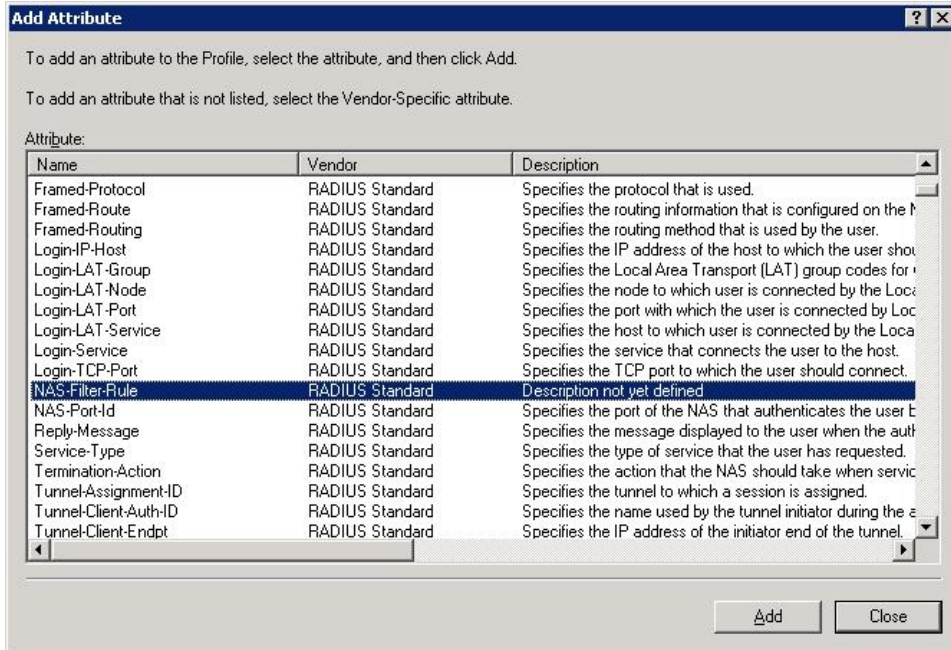 Add Attribute
To add an attribute to the Profile, select the attribute, and then click Add.
To add an attribute that is not listed, select the Vendor-Specific attribute.
Attribute:
Name Vendor Description
Framed-Protocol RADIUS Standard Specifies the protocol that is used.
Framed-Route RADIUS Standard Specifies the routing information that is configured on the
Framed-Routing RADIUS Standard Specifies the routing method that is used by the user.
Login-IP-Host RADIUS Standard Specifies the IP address of the host to which the user shou
Login-LAT-Group RADIUS Standard Specifies the Local Area Transport (LAT) group codes for
Login-LAT-Node RADIUS Standard Specifies the node to which user is connected by the Loca
Login-LAT-Port RADIUS Standard Specifies the port with which the user is connected by Loc
Login-LAT-Service RADIUS Standard Specifies the host to which user is connected by the Loca
Login-Service RADIUS Standard Specifies the service that connects the user to the host.
Login-TCP-Port RADIUS Standard Specifies the TCP port to which the user should connect.
NAS-Filter-Rule RADIUS Standard Description not yet defined
NAS-Port-Id RADIUS Standard Specifies the port of the NAS that authenticates the user b
Reply-Message RADIUS Standard Specifies the message displayed to the user when the auth
Service-Type RADIUS Standard Specifies the type of service that the user has requested.
Termination-Action RADIUS Standard Specifies the action that the NAS should take when servic
Tunnel-Assignment-ID RADIUS Standard Specifies the tunnel to which a session is assigned.
Tunnel-Client-Auth-ID RADIUS Standard Specifies the name used by the tunnel initiator during the a
Tunnel-Client-Endpt RADIUS Standard Specifies the IP address of the initiator end of the tunnel.
Add Close